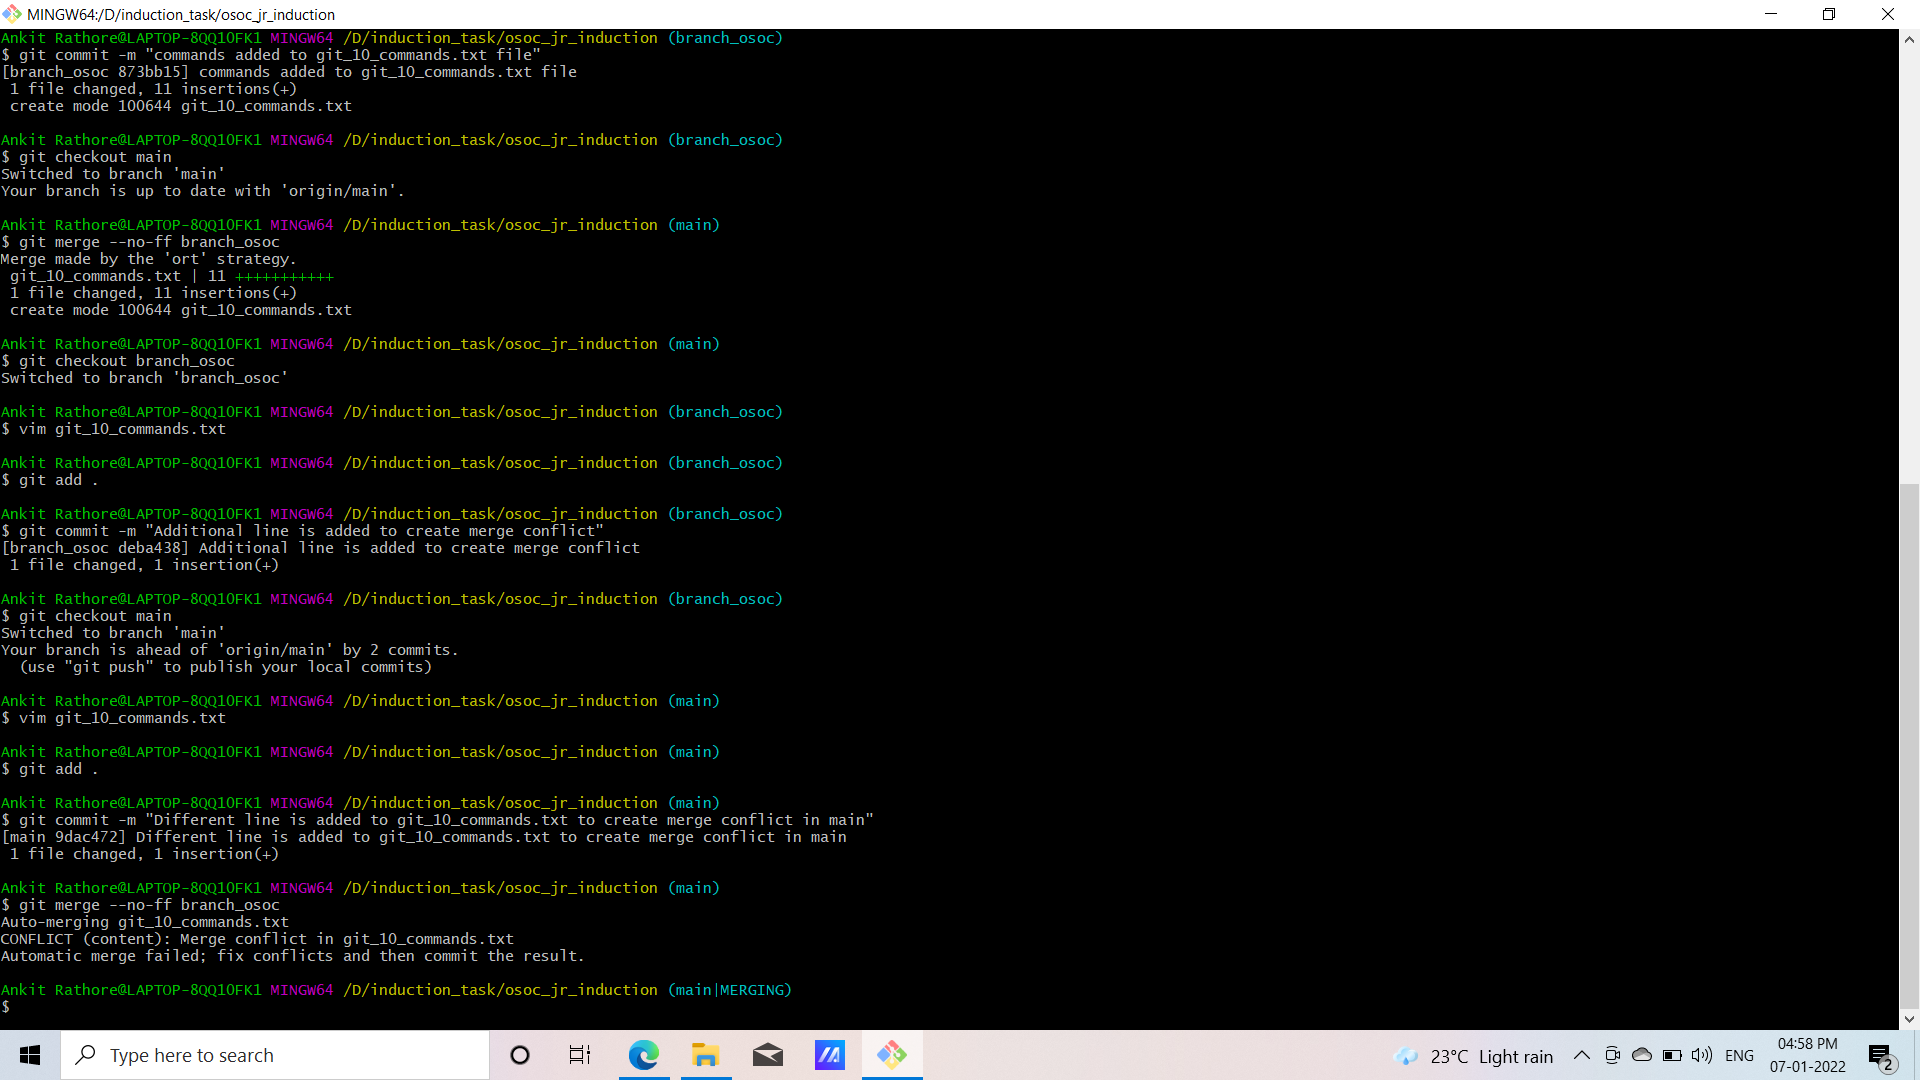 MINGW64:/D/induction_task/osoc_jr_induction
Ankit Rathore@LAPTOP-8QQ1OFK1 MINGW64 /D/induction_task/osoc_jr_induction (branch_osoc)
$ git commit -m "commands added to git_10_commands.txt file"
[branch_osoc 873bb15] commands added to git_10_commands.txt file
 1 file changed, 11 insertions(+)
 create mode 100644 git_10_commands.txt
Ankit Rathore@LAPTOP-8QQ1OFK1 MINGW64 /D/induction_task/osoc_jr_induction (branch_osoc)
$ git checkout main
Switched to branch 'main'
Your branch is up to date with 'origin/main'.
Ankit Rathore@LAPTOP-8QQ1OFK1 MINGW64 /D/induction_task/osoc_jr_induction (main)
$ git merge --no-ff branch_osoc
Merge made by the 'ort' strategy.
 git_10_commands.txt | 11 +++++++++++
 1 file changed, 11 insertions(+)
 create mode 100644 git_10_commands.txt
Ankit Rathore@LAPTOP-8QQ1OFK1 MINGW64 /D/induction_task/osoc_jr_induction (main)
$ git checkout branch_osoc
Switched to branch 'branch_osoc'
Ankit Rathore@LAPTOP-8QQ1OFK1 MINGW64 /D/induction_task/osoc_jr_induction (branch_osoc)
$ vim git_10_commands.txt
Ankit Rathore@LAPTOP-8QQ1OFK1 MINGW64 /D/induction_task/osoc_jr_induction (branch_osoc)
$ git add .
Ankit Rathore@LAPTOP-8QQ1OFK1 MINGW64 /D/induction_task/osoc_jr_induction (branch_osoc)
$ git commit -m "Additional line is added to create merge conflict"
[branch_osoc deba438] Additional line is added to create merge conflict
 1 file changed, 1 insertion(+)
Ankit Rathore@LAPTOP-8QQ1OFK1 MINGW64 /D/induction_task/osoc_jr_induction (branch_osoc)
$ git checkout main
Switched to branch 'main'
Your branch is ahead of 'origin/main' by 2 commits.
  (use "git push" to publish your local commits)
Ankit Rathore@LAPTOP-8QQ1OFK1 MINGW64 /D/induction_task/osoc_jr_induction (main)
$ vim git_10_commands.txt
Ankit Rathore@LAPTOP-8QQ1OFK1 MINGW64 /D/induction_task/osoc_jr_induction (main)
$ git add .
Ankit Rathore@LAPTOP-8QQ1OFK1 MINGW64 /D/induction_task/osoc_jr_induction (main)
$ git commit -m "Different line is added to git_10_commands.txt to create merge conflict in main"
[main 9dac472] Different line is added to git_10_commands.txt to create merge conflict in main
 1 file changed, 1 insertion(+)
Ankit Rathore@LAPTOP-8QQ1OFK1 MINGW64 /D/induction_task/osoc_jr_induction (main)
$ git merge --no-ff branch_osoc
Auto-merging git_10_commands.txt
CONFLICT (content): Merge conflict in git_10_commands.txt
Automatic merge failed; fix conflicts and then commit the result.
Ankit Rathore@LAPTOP-8QQ1OFK1 MINGW64 /D/induction_task/osoc_jr_induction (main|MERGING)
$
Type here to search
23°C Light rain
ENG
04:58 PM
07-01-2022
2